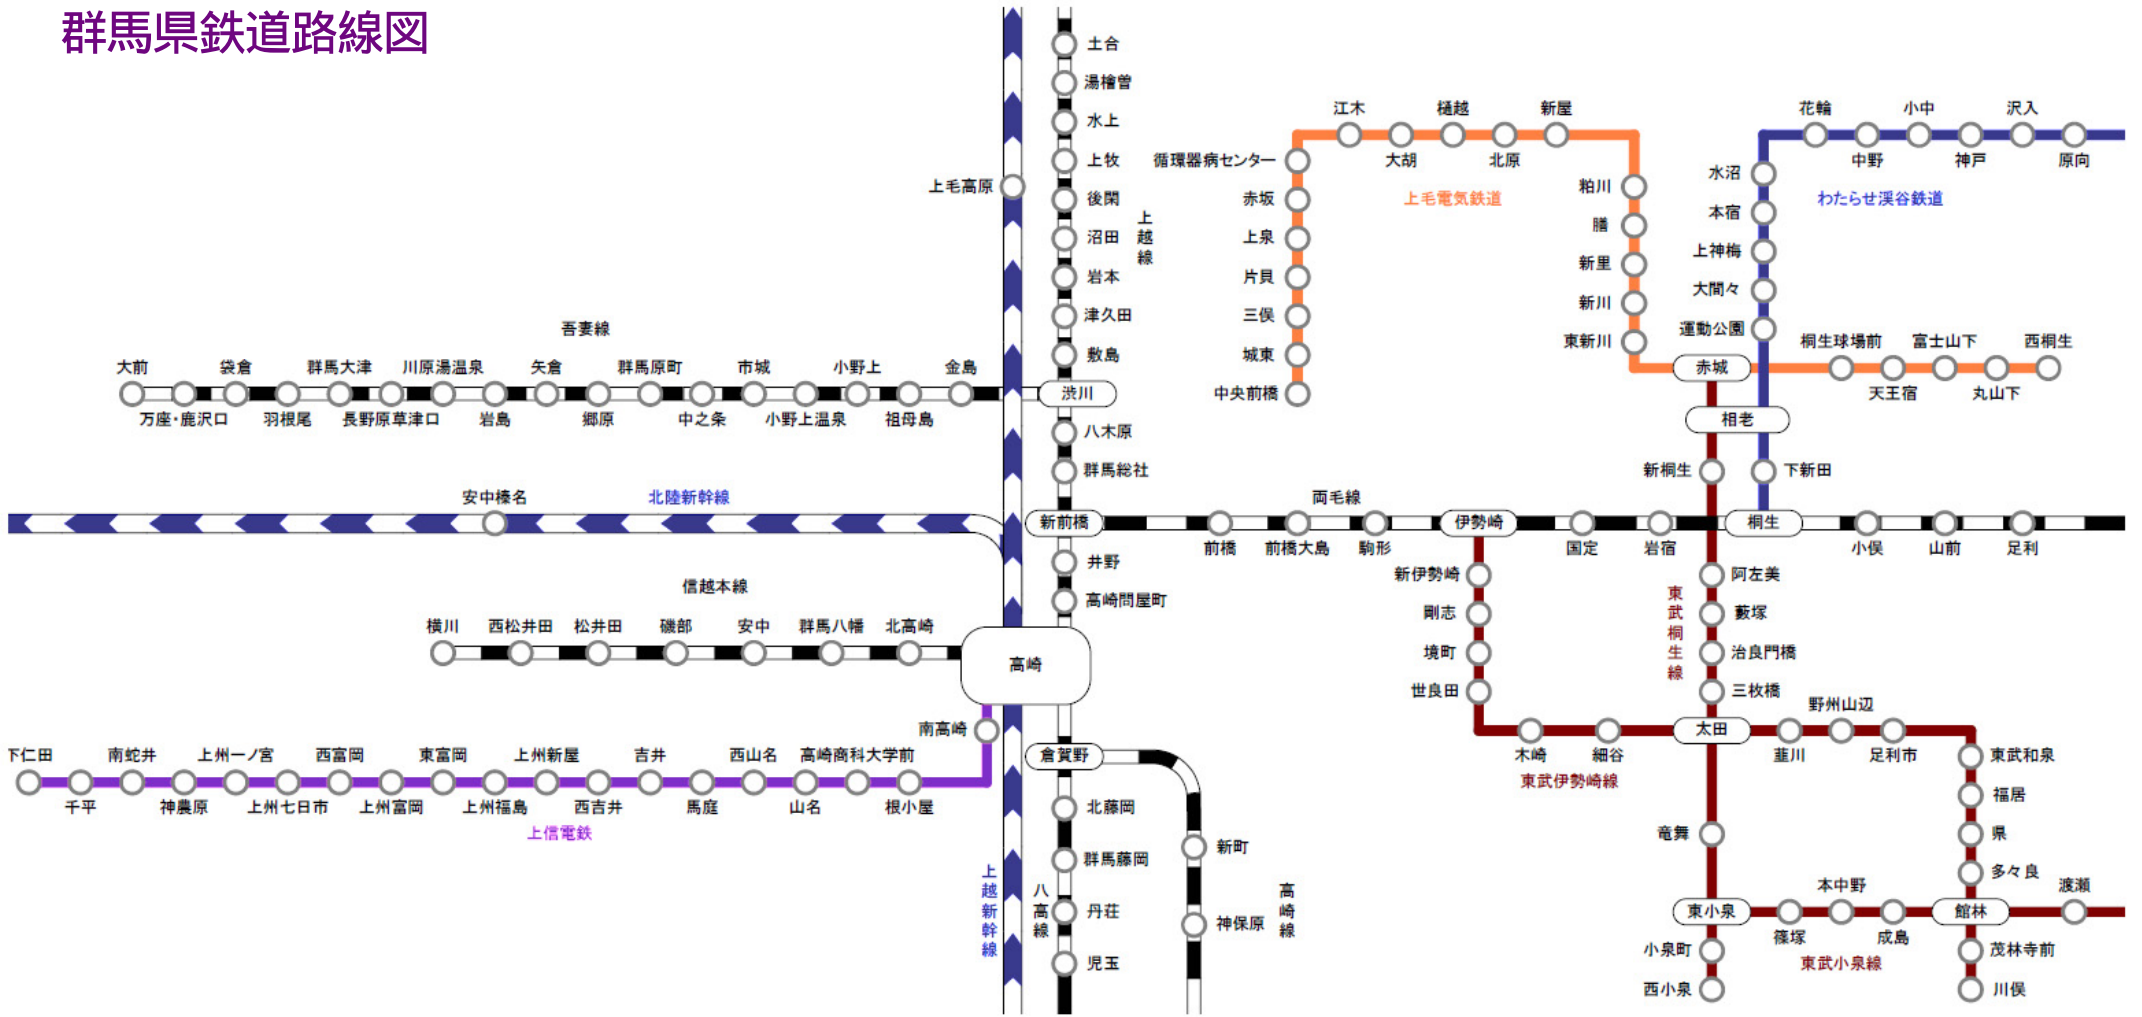 群馬県鉄道路線図
土合
湯檜曽
水上
上牧
後閑
沼田
岩本
津久田
敷島
上越線
上毛高原
吾妻線
大前
万座・鹿沢口
袋倉
羽根尾
群馬大津
長野原草津口
川原湯温泉
岩島
矢倉
郷原
群馬原町
中之条
市城
小野上温泉
小野上
祖母島
金島
渋川
八木原
群馬総社
新前橋
井野
高崎問屋町
安中榛名
北陸新幹線
信越本線
横川
西松井田
松井田
磯部
安中
群馬八幡
北高崎
高崎
南高崎
下仁田
千平
南蛇井
神農原
上州一ノ宮
上州七日市
西富岡
上州富岡
東富岡
上州福島
上州新屋
西吉井
吉井
馬庭
西山名
山名
高崎商科大学前
根小屋
上信電鉄
上越新幹線
倉賀野
北藤岡
群馬藤岡
丹荘
児玉
八高線
新町
神保原
高崎線
江木
大胡
樋越
北原
新屋
循環器病センター
赤坂
上泉
片貝
三俣
城東
中央前橋
上毛電気鉄道
粕川
膳
新里
新川
東新川
赤城
桐生球場前
天王宿
富士山下
丸山下
西桐生
花輪
中野
小中
神戸
沢入
原向
わたらせ渓谷鉄道
水沼
本宿
上神梅
大間々
運動公園
相老
新桐生
下新田
両毛線
前橋
前橋大島
駒形
伊勢崎
国定
岩宿
桐生
小俣
山前
足利
新伊勢崎
剛志
境町
世良田
木崎
細谷
東武伊勢崎線
東武桐生線
阿左美
藪塚
治良門橋
三枚橋
太田
韮川
野州山辺
足利市
東武和泉
福居
県
多々良
渡瀬
竜舞
東小泉
篠塚
本中野
成島
館林
小泉町
西小泉
東武小泉線
茂林寺前
川俣